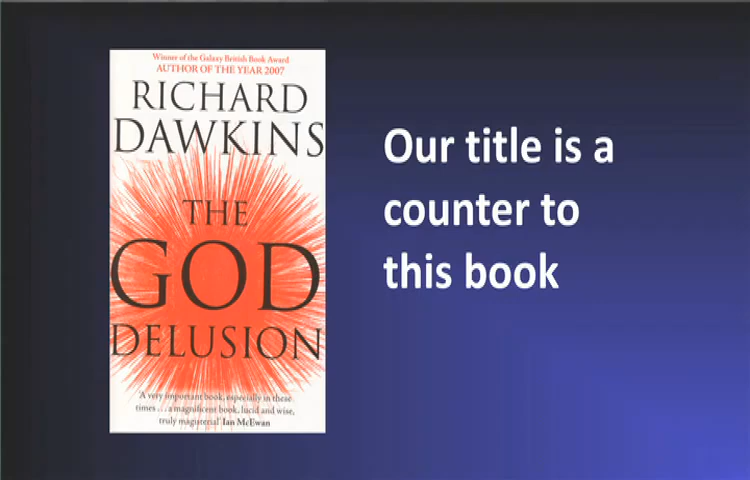 Winner of the Galaxy British Book Award
AUTHOR OF THE YEAR 2007
RICHARD
DAWKINS
THE
GOD
DELUSION
'A very important book, especially in these
times . . . a magnificent book, lucid and wise,
truly magisterial' Ian McEwan
Our title is a
counter to
this book